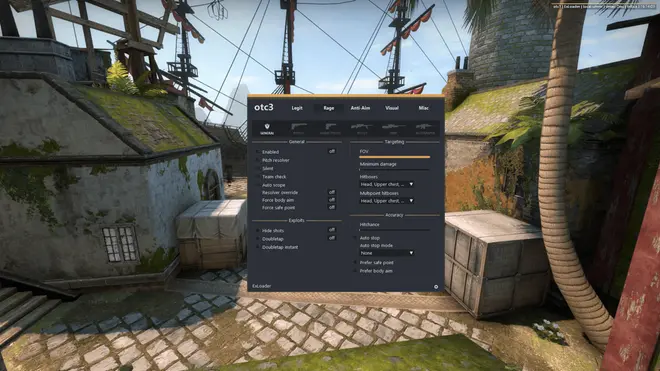 otc3 Legit Rage Anti-Aim Visual Misc
GENERAL
General
Enabled off
Pitch resolver
Silent
Team check
Auto scope
Resolver override off
Force body aim off
Force safe point off
Exploits
Hide shots off
Doubletap off
Doubletap instant
Targeting
FOV
Minimum damage
Hitboxes
Head, Upper chest, ...
Multipoint hitboxes
Head, Upper chest, ...
Accuracy
Hitchance
Auto stop
Auto stop mode
None
Prefer safe point
Prefer body aim
ExLoader